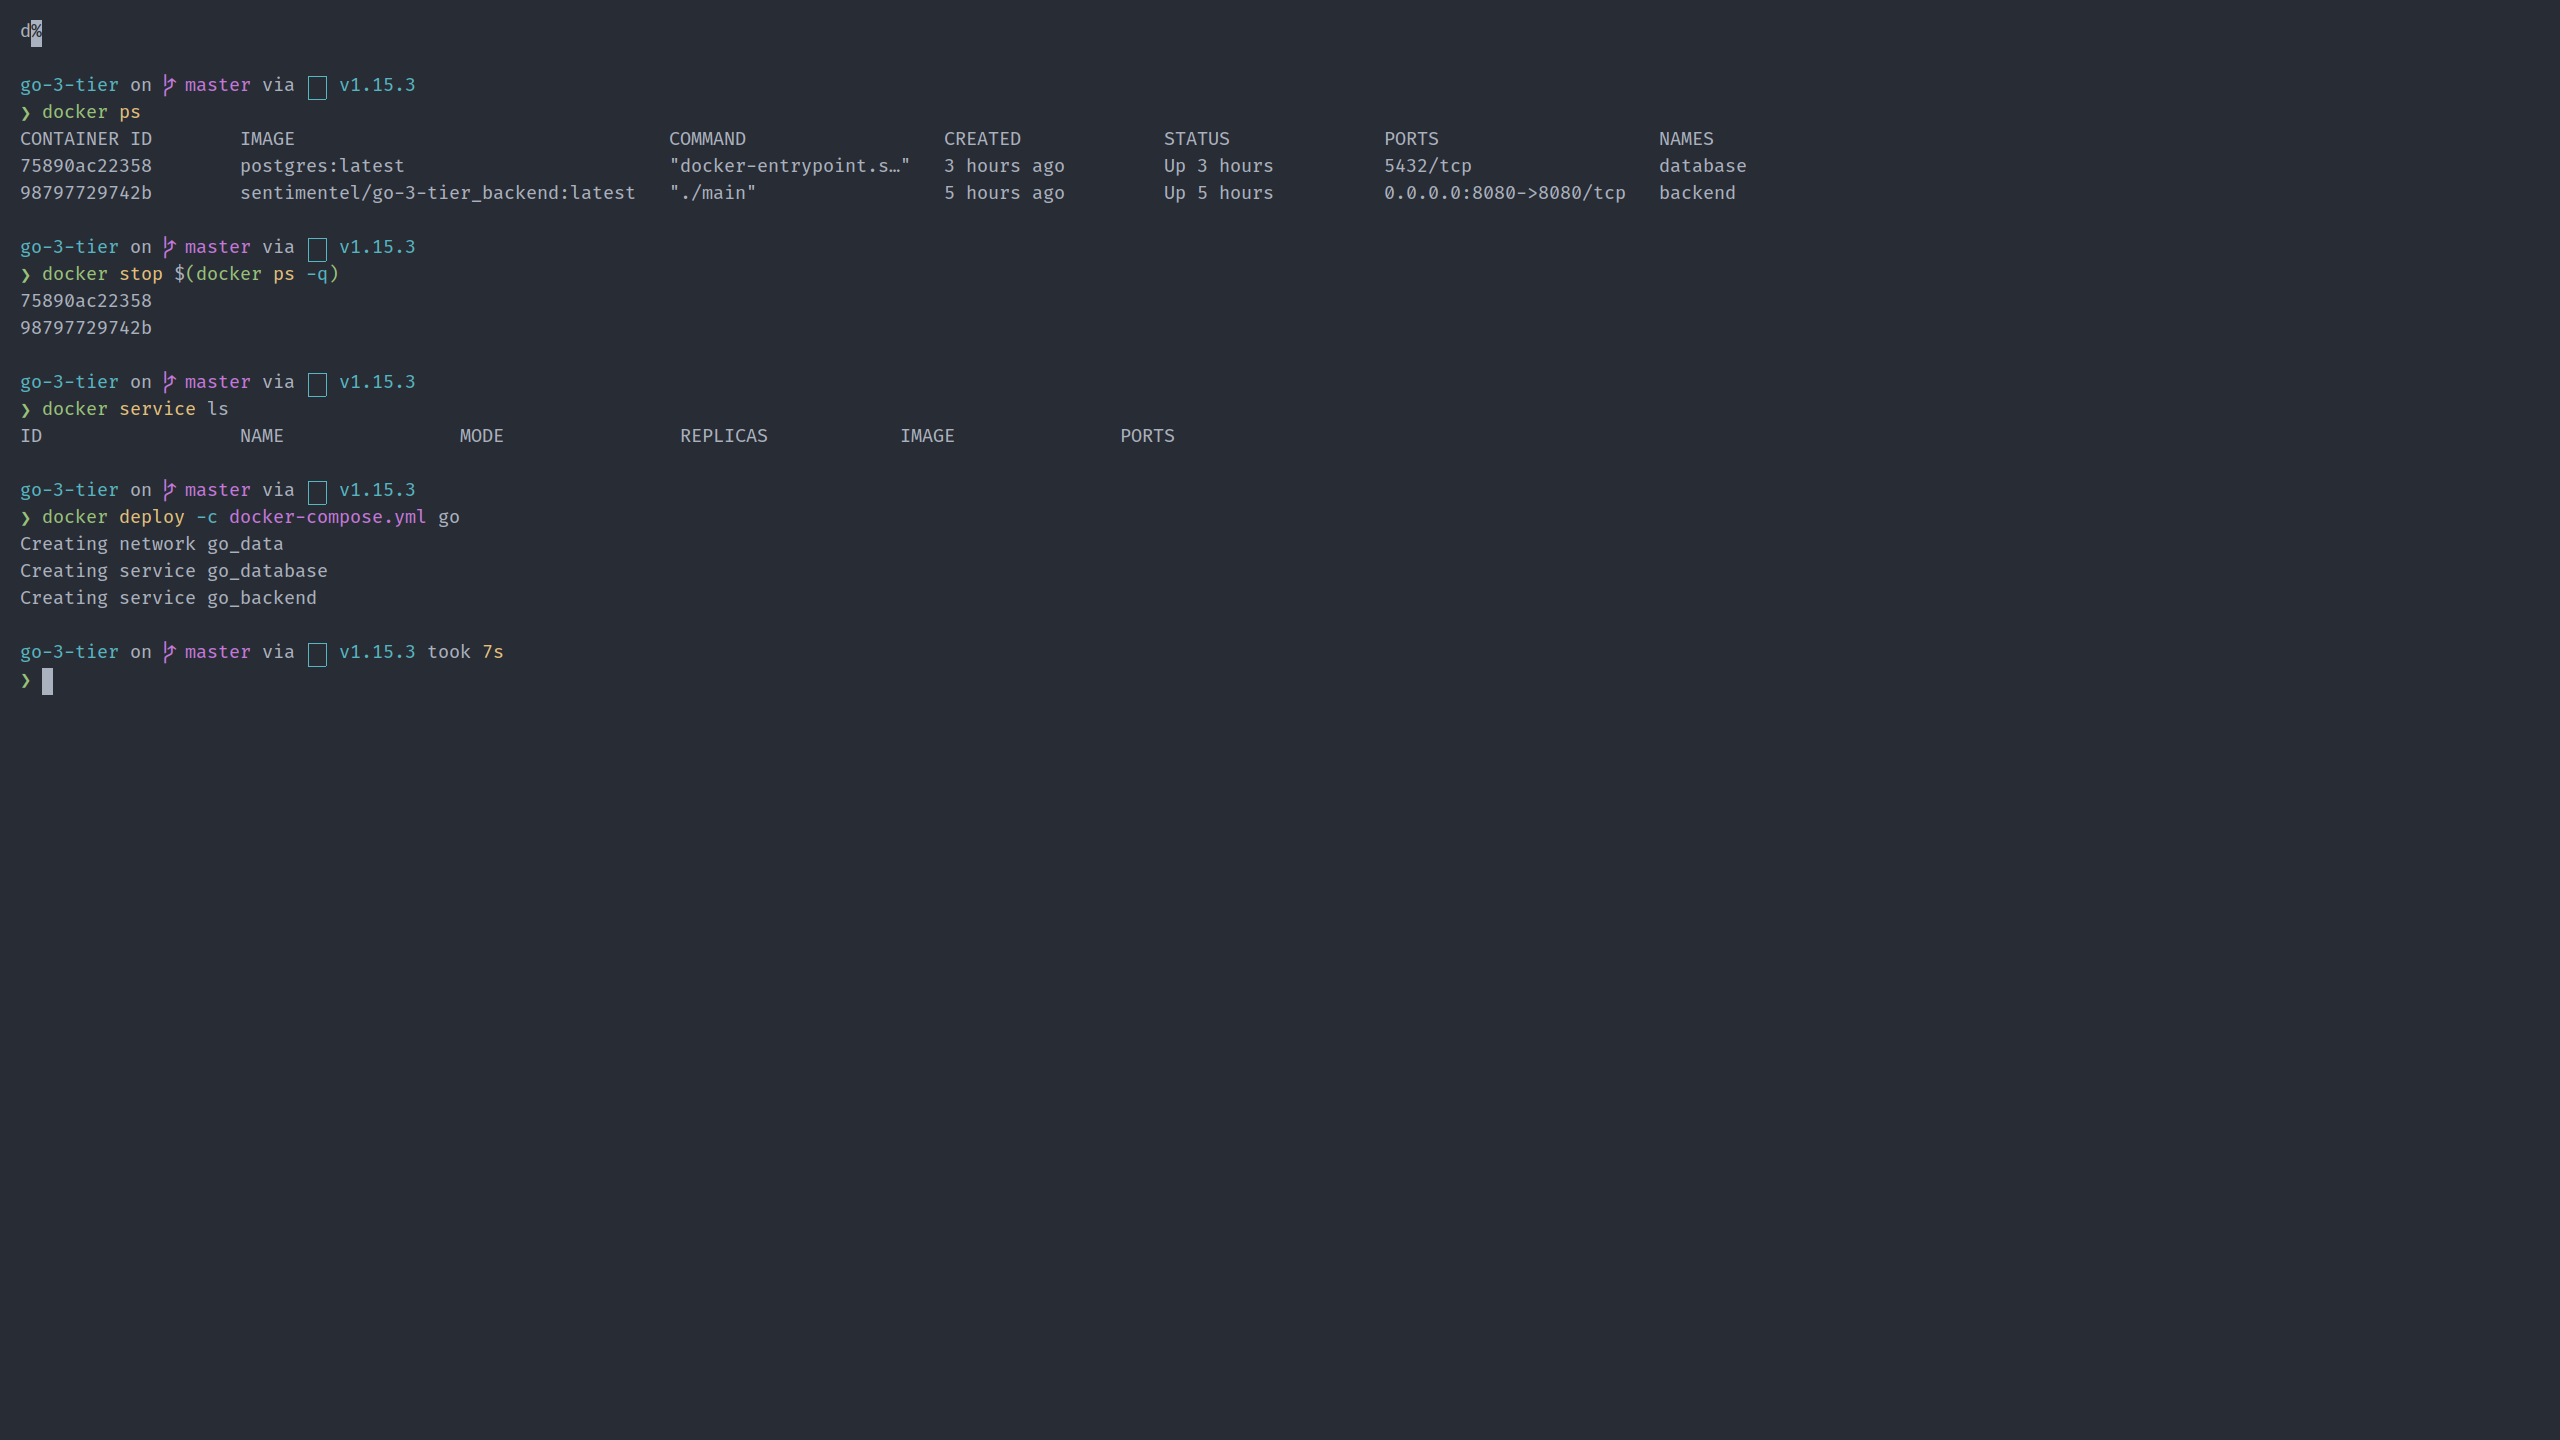 d%
go-3-tier on master via v1.15.3
❯ docker ps
CONTAINER ID IMAGE COMMAND CREATED STATUS PORTS NAMES
75890ac22358 postgres:latest "docker-entrypoint.s…" 3 hours ago Up 3 hours 5432/tcp database
98797729742b sentimentel/go-3-tier_backend:latest "./main" 5 hours ago Up 5 hours 0.0.0.0:8080->8080/tcp backend
go-3-tier on master via v1.15.3
❯ docker stop $(docker ps -q)
75890ac22358
98797729742b
go-3-tier on master via v1.15.3
❯ docker service ls
ID NAME MODE REPLICAS IMAGE PORTS
go-3-tier on master via v1.15.3
❯ docker deploy -c docker-compose.yml go
Creating network go_data
Creating service go_database
Creating service go_backend
go-3-tier on master via v1.15.3 took 7s
❯